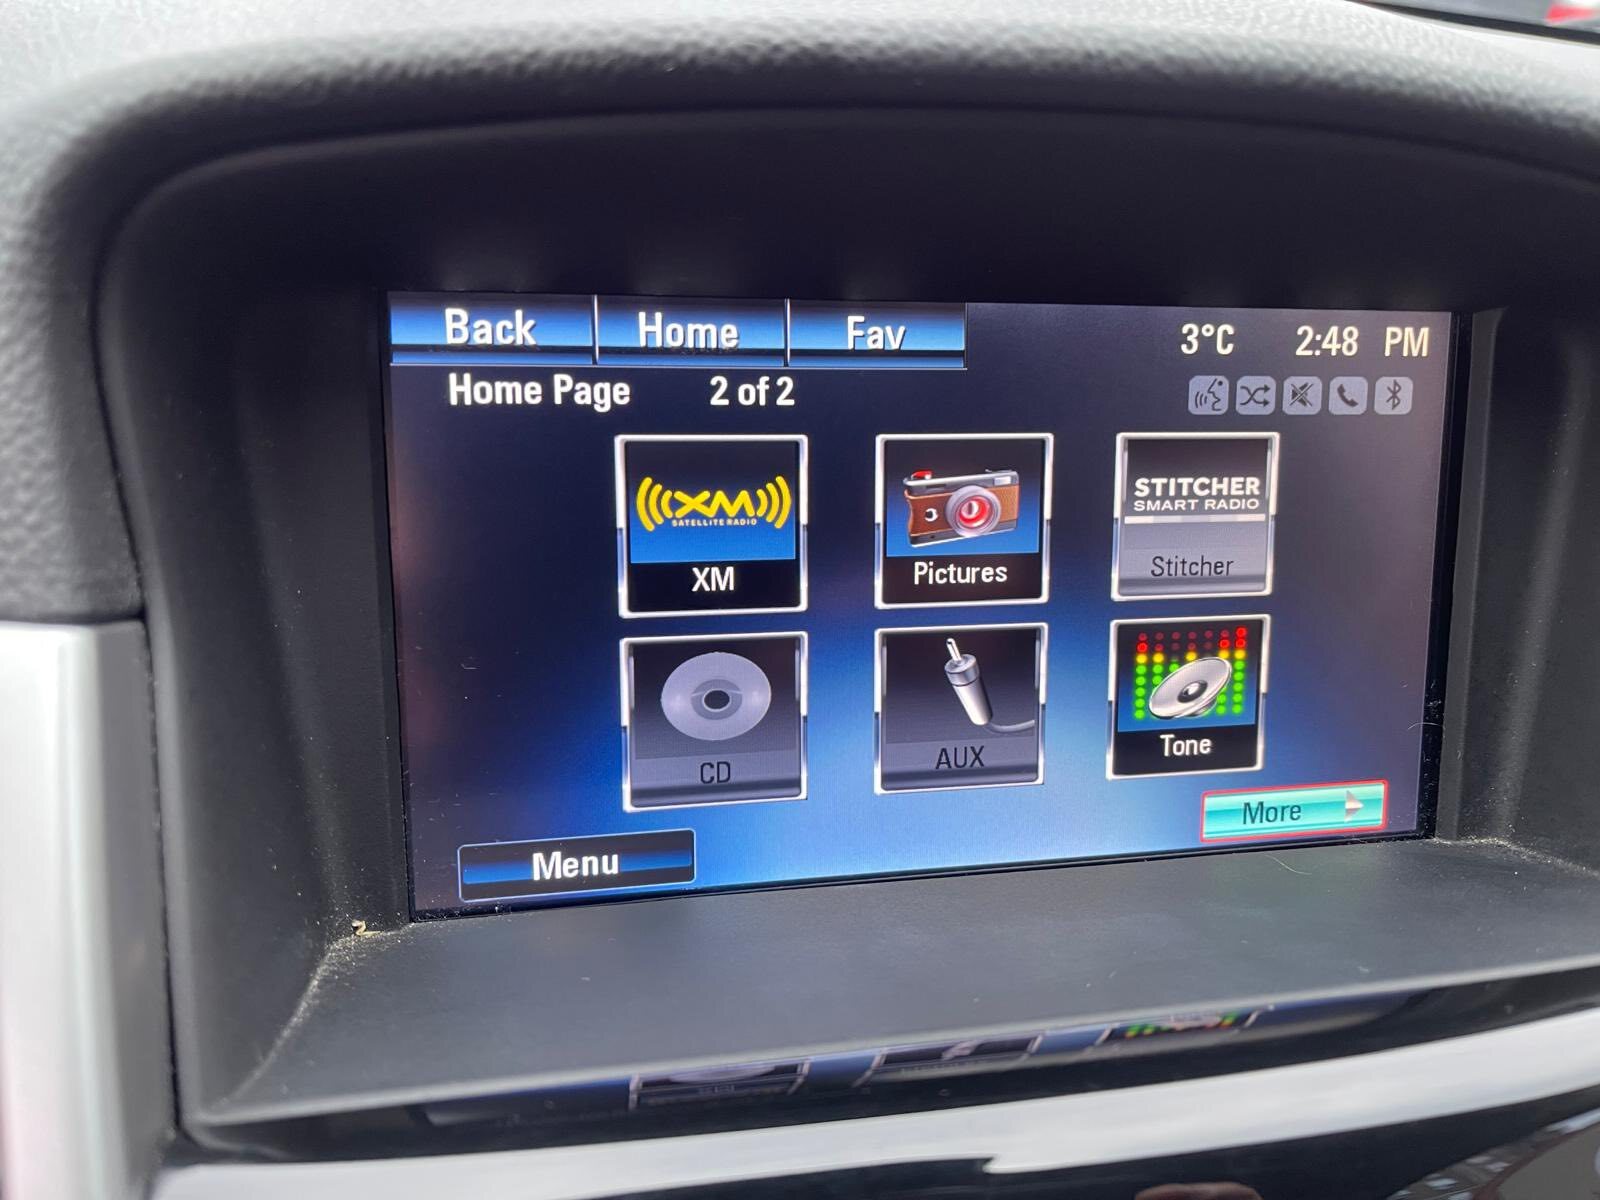 Back Home Fav 3°C 2:48 PM
Home Page 2 of 2
XM
SATELLITE RADIO
XM
Pictures
STITCHER
SMART RADIO
Stitcher
CD
AUX
Tone
More
Menu